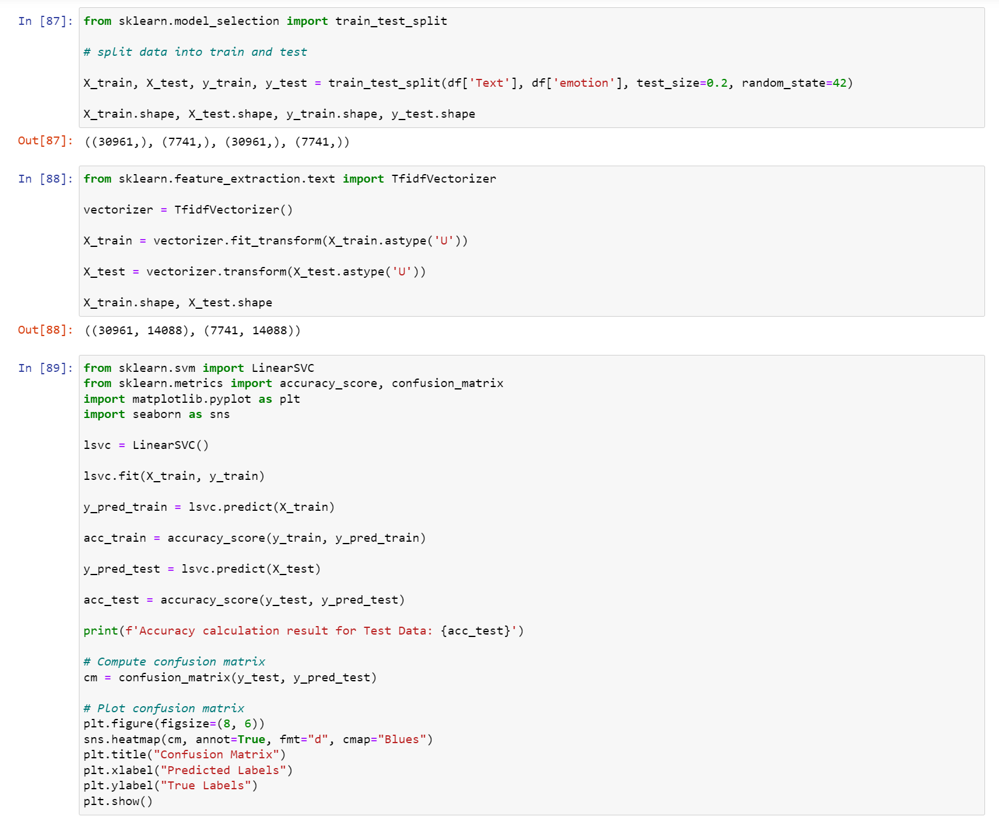 In [87]: from sklearn.model_selection import train_test_split
# split data into train and test
X_train, X_test, y_train, y_test = train_test_split(df['Text'], df['emotion'], test_size=0.2, random_state=42)
X_train.shape, X_test.shape, y_train.shape, y_test.shape
Out[87]: ((30961,), (7741,), (30961,), (7741,))
In [88]: from sklearn.feature_extraction.text import TfidfVectorizer
vectorizer = TfidfVectorizer()
X_train = vectorizer.fit_transform(X_train.astype('U'))
X_test = vectorizer.transform(X_test.astype('U'))
X_train.shape, X_test.shape
Out[88]: ((30961, 14088), (7741, 14088))
In [89]: from sklearn.svm import LinearSVC
from sklearn.metrics import accuracy_score, confusion_matrix
import matplotlib.pyplot as plt
import seaborn as sns
lsvc = LinearSVC()
lsvc.fit(X_train, y_train)
y_pred_train = lsvc.predict(X_train)
acc_train = accuracy_score(y_train, y_pred_train)
y_pred_test = lsvc.predict(X_test)
acc_test = accuracy_score(y_test, y_pred_test)
print(f'Accuracy calculation result for Test Data: {acc_test}')
# Compute confusion matrix
cm = confusion_matrix(y_test, y_pred_test)
# Plot confusion matrix
plt.figure(figsize=(8, 6))
sns.heatmap(cm, annot=True, fmt="d", cmap="Blues")
plt.title("Confusion Matrix")
plt.xlabel("Predicted Labels")
plt.ylabel("True Labels")
plt.show()